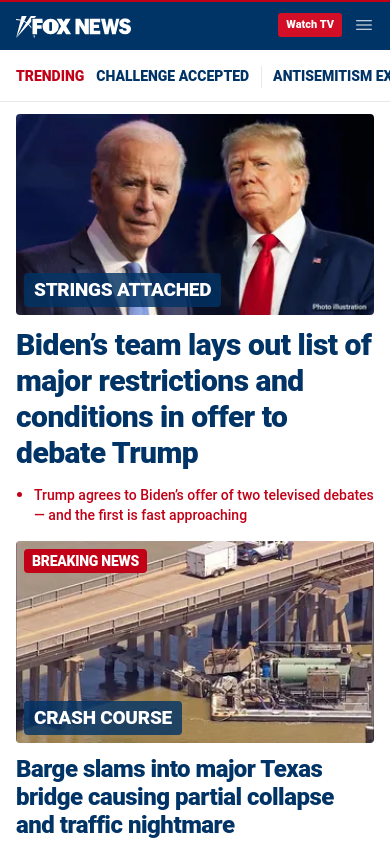 FOX NEWS
Watch TV
TRENDING CHALLENGE ACCEPTED ANTISEMITISM EX
STRINGS ATTACHED
Photo illustration
Biden’s team lays out list of
major restrictions and
conditions in offer to
debate Trump
• Trump agrees to Biden’s offer of two televised debates
— and the first is fast approaching
BREAKING NEWS
CRASH COURSE
Barge slams into major Texas
bridge causing partial collapse
and traffic nightmare